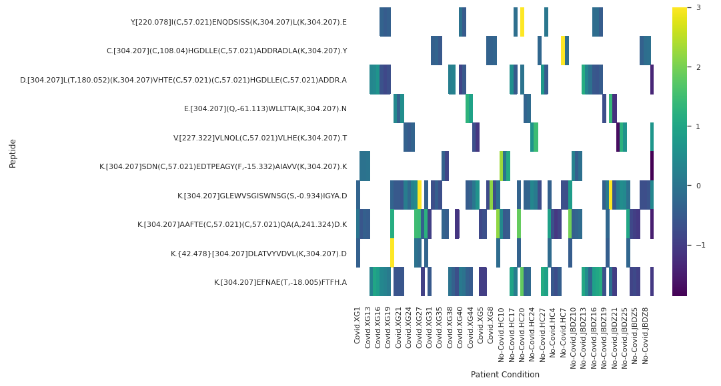 Peptide
Y.[220.078]I(C,57.021)ENQDSISS(K,304.207)L(K,304.207).E
C.[304.207](C,108.04)HGDLLE(C,57.021)ADDRADLA(K,304.207).Y
D.[304.207]L(T,180.052)(K,304.207)VHTE(C,57.021)(C,57.021)HGDLLE(C,57.021)ADDR.A
E.[304.207](Q,-61.113)WLLTTA(K,304.207).N
V.[227.322]VLNQL(C,57.021)VLHE(K,304.207).T
K.[304.207]SDN(C,57.021)EDTPEAGY(F,-15.332)AIAVV(K,304.207).K
K.[304.207]GLEWVSGISWNSG(S,-0.934)IGYA.D
K.[304.207]AAFTE(C,57.021)(C,57.021)QA(A,241.324)D.K
K.{42.478}[304.207]DLATVYVDVL(K,304.207).D
K.[304.207]EFNAE(T,-18.005)FTFH.A
Covid.XG1
Covid.XG13
Covid.XG16
Covid.XG19
Covid.XG21
Covid.XG24
Covid.XG27
Covid.XG31
Covid.XG35
Covid.XG38
Covid.XG40
Covid.XG44
Covid.XG5
Covid.XG8
No-Covid.HC10
No-Covid.HC17
No-Covid.HC20
No-Covid.HC24
No-Covid.HC27
No-Covid.HC4
No-Covid.HC7
No-Covid.JBDZ10
No-Covid.JBDZ13
No-Covid.JBDZ16
No-Covid.JBDZ19
No-Covid.JBDZ21
No-Covid.JBDZ25
No-Covid.JBDZ5
No-Covid.JBDZ8
Patient Condition
3
2
1
0
−1